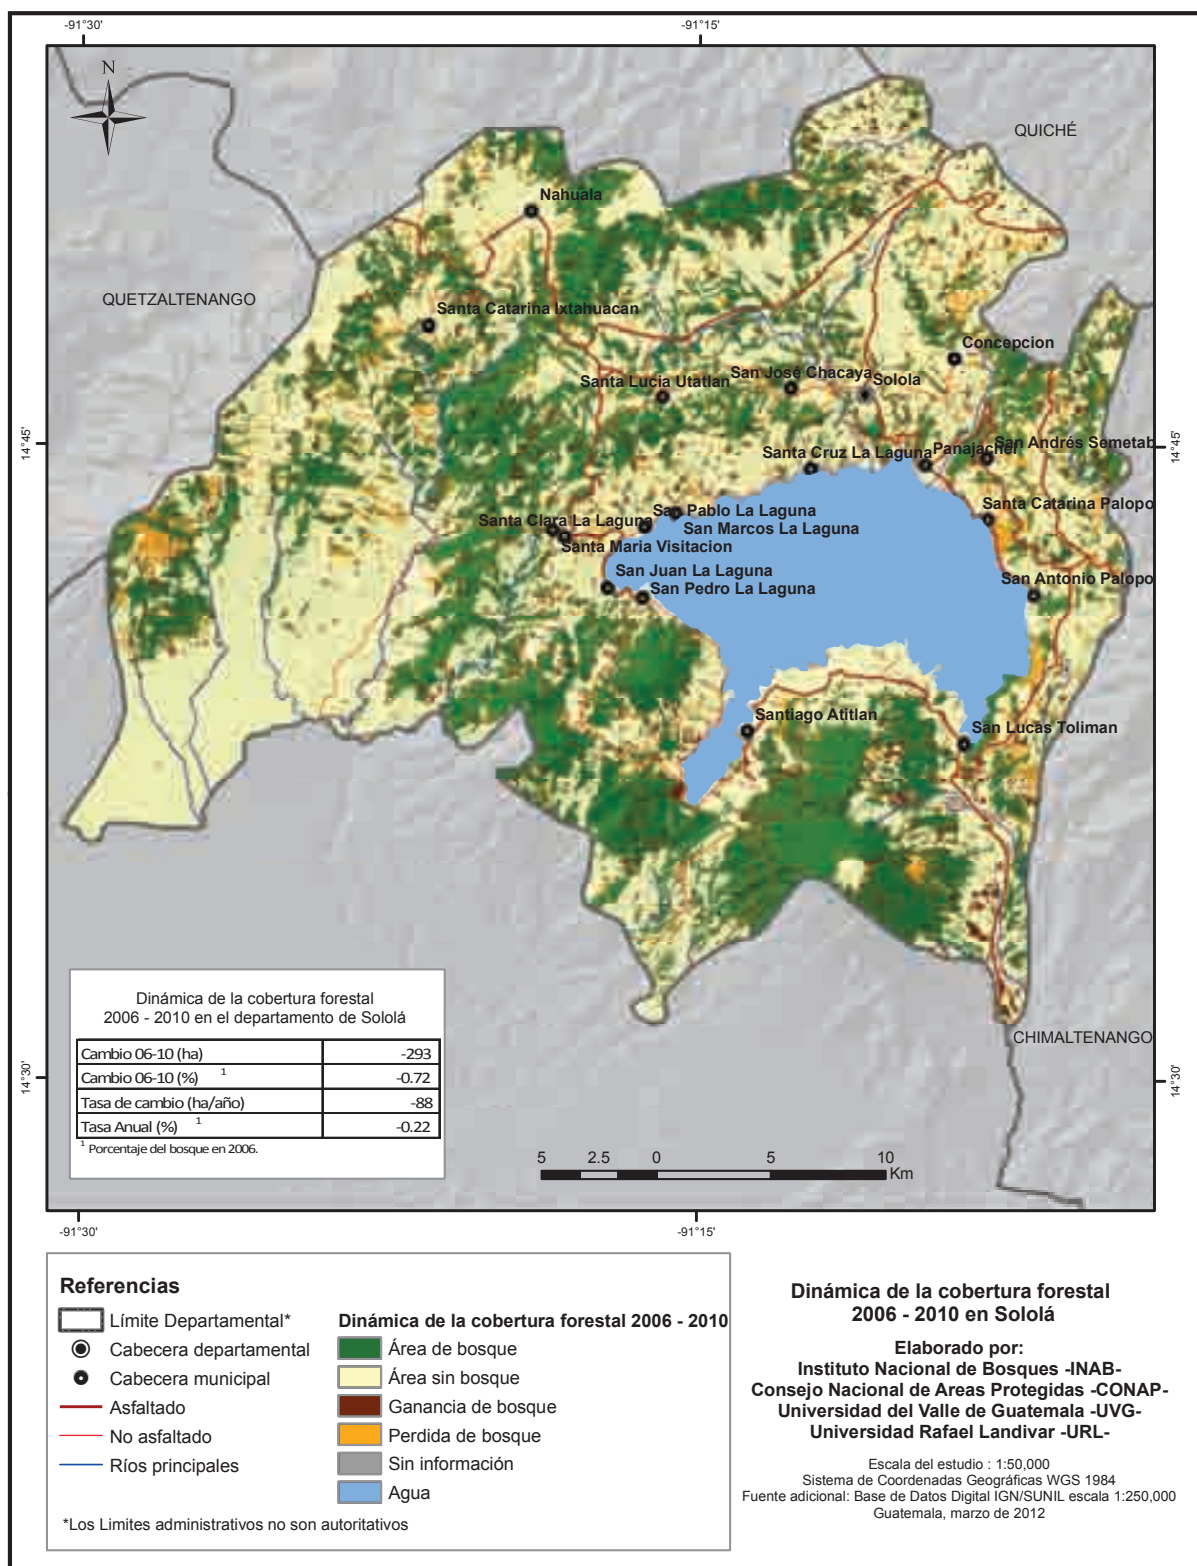 -91°30'
-91°15'
N
QUICHÉ
Nahuala
QUETZALTENANGO
Santa Catarina Ixtahuacan
Concepcion
San José Chacaya
Solola
Santa Lucia Utatlan
14°45'
14°45'
San Andrés Semetab
Panajachel
Santa Cruz La Laguna
Santa Catarina Palopo
San Pablo La Laguna
Santa Clara La Laguna
San Marcos La Laguna
Santa Maria Visitacion
San Juan La Laguna
San Antonio Palopo
San Pedro La Laguna
Santiago Atitlan
San Lucas Toliman
CHIMALTENANGO
14°30'
14°30'
Dinámica de la cobertura forestal
2006 - 2010 en el departamento de Sololá
Cambio 06-10 (ha) -293
Cambio 06-10 (%) 1 -0.72
Tasa de cambio (ha/año) -88
Tasa Anual (%) 1 -0.22
1 Porcentaje del bosque en 2006.
5 2.5 0 5 10
Km
-91°30'
-91°15'
Referencias
Límite Departamental*
Cabecera departamental
Cabecera municipal
Asfaltado
No asfaltado
Ríos principales
Dinámica de la cobertura forestal 2006 - 2010
Área de bosque
Área sin bosque
Ganancia de bosque
Perdida de bosque
Sin información
Agua
*Los Limites administrativos no son autoritativos
Dinámica de la cobertura forestal
2006 - 2010 en Sololá
Elaborado por:
Instituto Nacional de Bosques -INAB-
Consejo Nacional de Areas Protegidas -CONAP-
Universidad del Valle de Guatemala -UVG-
Universidad Rafael Landivar -URL-
Escala del estudio : 1:50,000
Sistema de Coordenadas Geográficas WGS 1984
Fuente adicional: Base de Datos Digital IGN/SUNIL escala 1:250,000
Guatemala, marzo de 2012